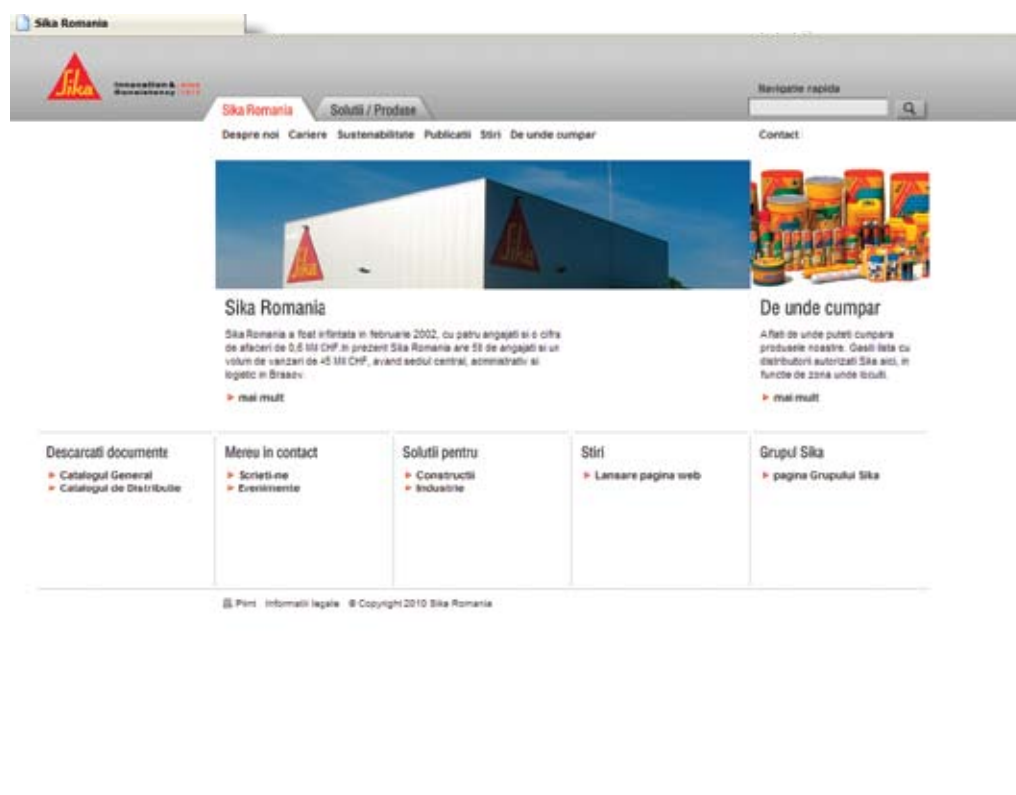 Sika Romania
Sika
Innovation & since
Consistency 1910
Navigatie rapida
Sika Romania Solutii / Produse
Despre noi Cariere Sustenabilitate Publicatii Stiri De unde cumpar Contact
Sika
Sika
Sika Romania
Sika Romania a fost infiintata in februarie 2002, cu patru angajati si o cifra
de afaceri de 0,6 Mil CHF.In prezent Sika Romania are 58 de angajati si un
volum de vanzari de 45 Mil CHF, avand sediul central, administrativ si
logistic in Brasov.
mai mult
De unde cumpar
Aflati de unde puteti cumpara
produsele noastre. Gasiti lista cu
distribuitorii autorizati Sika aici, in
functie de zona unde locuiti.
mai mult
Descarcati documente
Catalogul General
Catalogul de Distributie
Mereu in contact
Scrieti-ne
Evenimente
Solutii pentru
Constructii
Industrie
Stiri
Lansare pagina web
Grupul Sika
pagina Grupului Sika
Print Informatii legale © Copyright 2010 Sika Romania